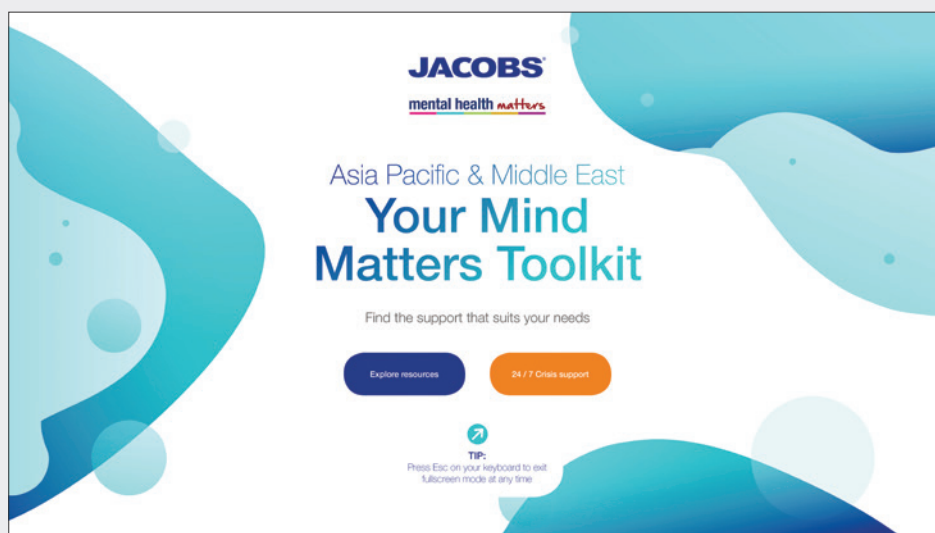 JACOBS®
mental health matters
Asia Pacific & Middle East
Your Mind
Matters Toolkit
Find the support that suits your needs
Explore resources
24 / 7 Crisis support
TIP:
Press Esc on your keyboard to exit
fullscreen mode at any time